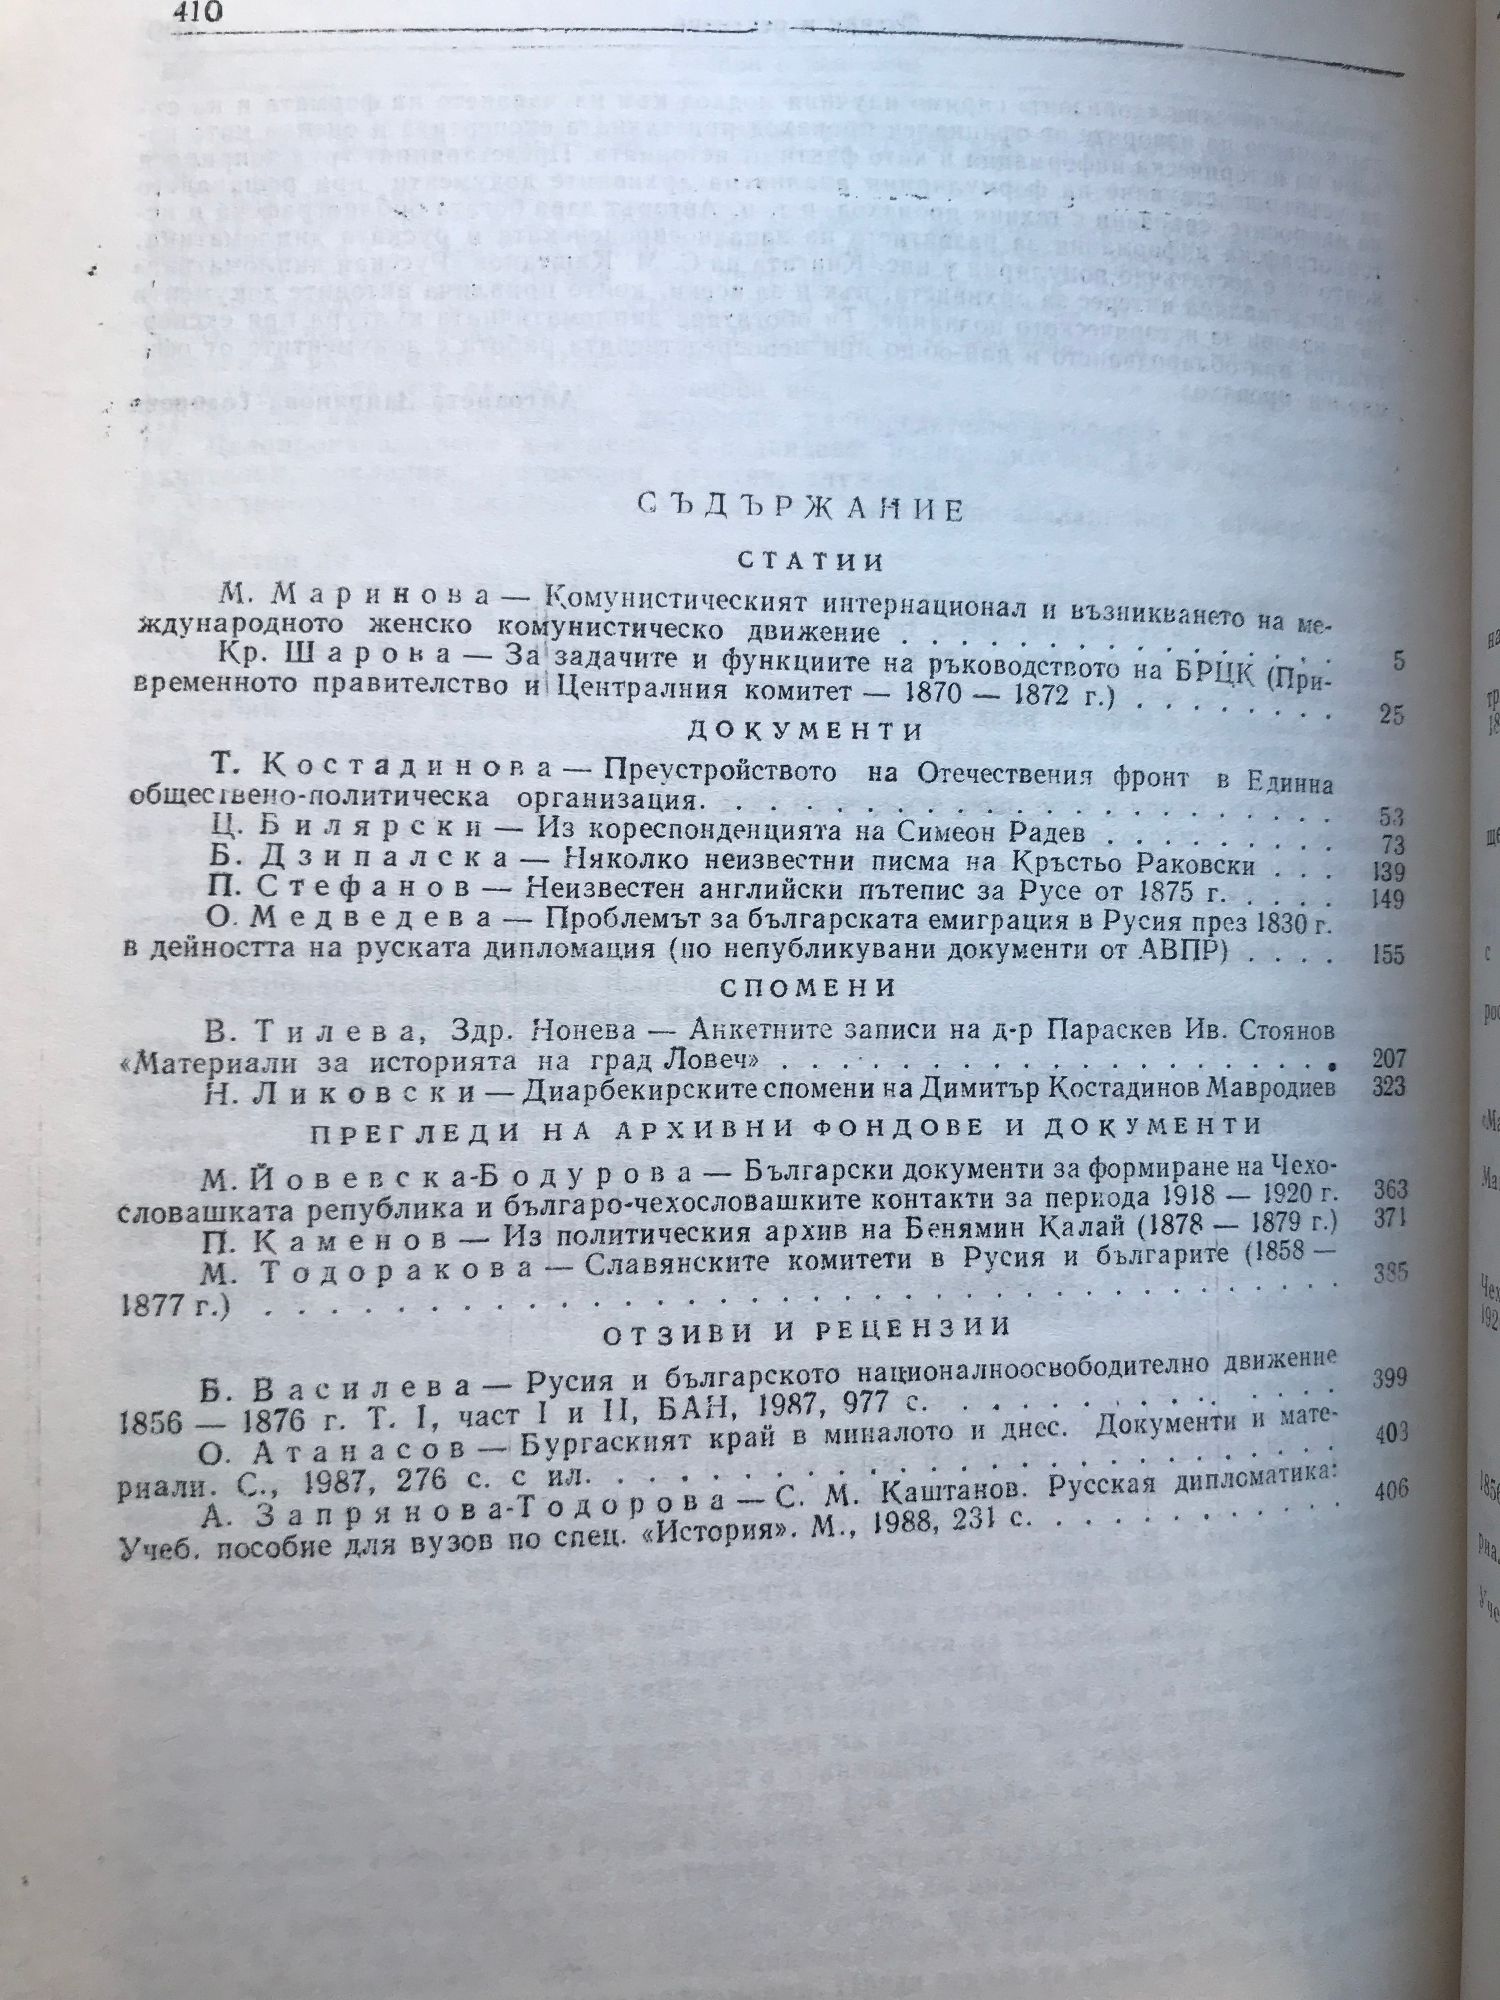 410
СЪДЪРЖАНИЕ
СТАТИИ
М. Маринова — Комунистическият интернационал и възникването на ме-
ждународното женско комунистическо движение . . . . . . . . . . . . . . 5
Кр. Шарова — За задачите и функциите на ръководството на БРЦК (При-
временното правителство и Централния комитет — 1870 — 1872 г.) . . . . . . . . 25
ДОКУМЕНТИ
Т. Костадинова — Преустройството на Отечествения фронт в Единна
обществено-политическа организация. . . . . . . . . . . . . . . . . . . . 53
Ц. Билярски — Из кореспонденцията на Симеон Радев . . . . . . . . . 73
Б. Дзипалска — Няколко неизвестни писма на Кръстьо Раковски . . . 139
П. Стефанов — Неизвестен английски пътепис за Русе от 1875 г. . . . . 149
О. Медведева — Проблемът за българската емиграция в Русия през 1830 г.
в дейността на руската дипломация (по непубликувани документи от АВПР) . . . . 155
СПОМЕНИ
В. Тилева, Здр. Нонева — Анкетните записи на д-р Параскев Ив. Стоянов
«Материали за историята на град Ловеч» . . . . . . . . . . . . . . . . . . 207
Н. Ликовски — Диарбекирските спомени на Димитър Костадинов Мавродиев 323
ПРЕГЛЕДИ НА АРХИВНИ ФОНДОВЕ И ДОКУМЕНТИ
М. Йовевска-Бодурова — Български документи за формиране на Чехо-
словашката република и българо-чехословашките контакти за периода 1918 — 1920 г. 363
П. Каменов — Из политическия архив на Бенямин Калай (1878 — 1879 г.) 371
М. Тодоракова — Славянските комитети в Русия и българите (1858 —
1877 г.) . . . . . . . . . . . . . . . . . . . . . . . . . . . . . . . . . 385
ОТЗИВИ И РЕЦЕНЗИИ
Б. Василева — Русия и българското националноосвободително движение
1856 — 1876 г. Т. I, част I и II, БАН, 1987, 977 с. . . . . . . . . . . . . 399
О. Атанасов — Бургаският край в миналото и днес. Документи и мате-
риали. С., 1987, 276 с. с ил. . . . . . . . . . . . . . . . . . . . . . . . 403
А. Запрянова-Тодорова — С. М. Каштанов. Русская дипломатика:
Учеб. пособие для вузов по спец. «История». М., 1988, 231 с. . . . . . . . . . 406